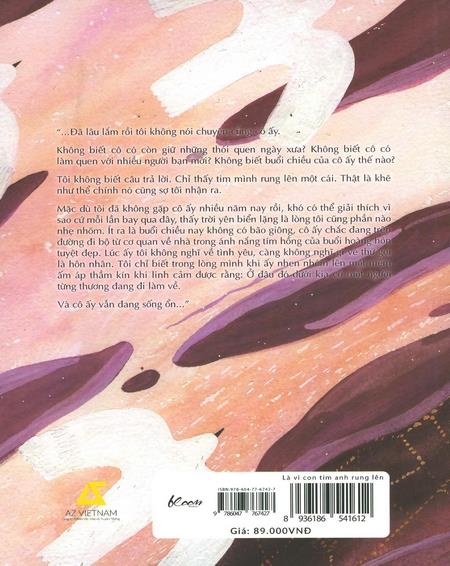 “...Đã lâu lắm rồi tôi không nói chuyện cùng cô ấy.
Không biết cô có còn giữ những thói quen ngày xưa? Không biết cô có
làm quen với nhiều người bạn mới? Không biết buổi chiều của cô ấy thế nào?
Tôi không biết câu trả lời. Chỉ thấy tim mình rung lên một cái. Thật là khẽ
như thể chính nó cũng sợ tôi nhận ra.
Mặc dù tôi đã không gặp cô ấy nhiều năm nay rồi, khó có thể giải thích vì
sao cứ mỗi lần bay qua đây, thấy trời yên biển lặng là lòng tôi cũng phần nào
nhẹ nhõm. Ít ra là buổi chiều nay không có bão giông, cô ấy chắc đang trên
đường đi bộ từ cơ quan về nhà trong ánh nắng tím hồng của buổi hoàng hôn
tuyệt đẹp. Lúc ấy tôi không nghĩ về tình yêu, càng không nghĩ gì về thứ gọi
là hôn nhân. Tôi chỉ biết trong lòng mình khi ấy nhen nhóm lên một niềm
ấm áp thầm kín khi linh cảm được rằng: Ở đâu đó dưới kia có một người
từng thương đang đi làm về.
Và cô ấy vẫn đang sống ổn...”
AZ VIETNAM
ISBN: 978-604-77-6742-7
9 786047 767427
bloom
Là vì con tim anh rung lên
8 936186 541612
Giá: 89.000VNĐ